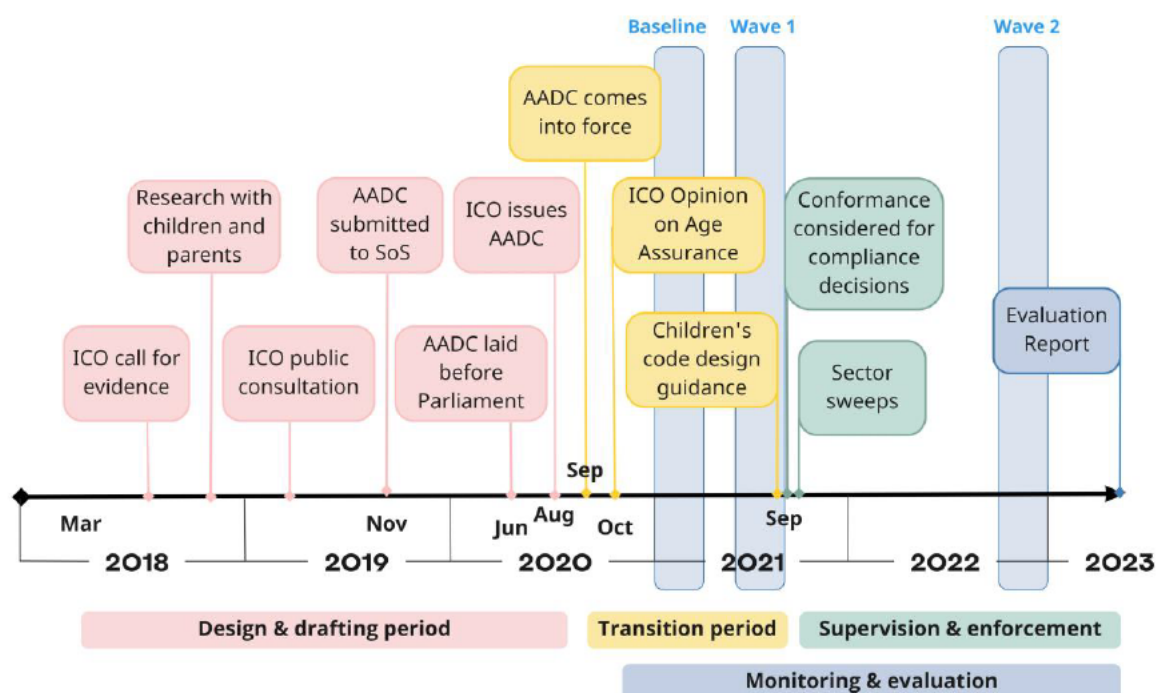 Baseline
Wave 1
Wave 2
AADC comes
into force
Research with
children and
parents
AADC
submitted
to SoS
ICO issues
AADC
ICO Opinion
on Age
Assurance
Conformance
considered for
compliance
decisions
ICO call for
evidence
ICO public
consultation
AADC laid
before
Parliament
Children's
code design
guidance
Sector
sweeps
Evaluation
Report
Mar
Nov
Jun
Aug
Sep
Oct
Sep
2018
2019
2020
2021
2022
2023
Design & drafting period
Transition period
Supervision & enforcement
Monitoring & evaluation